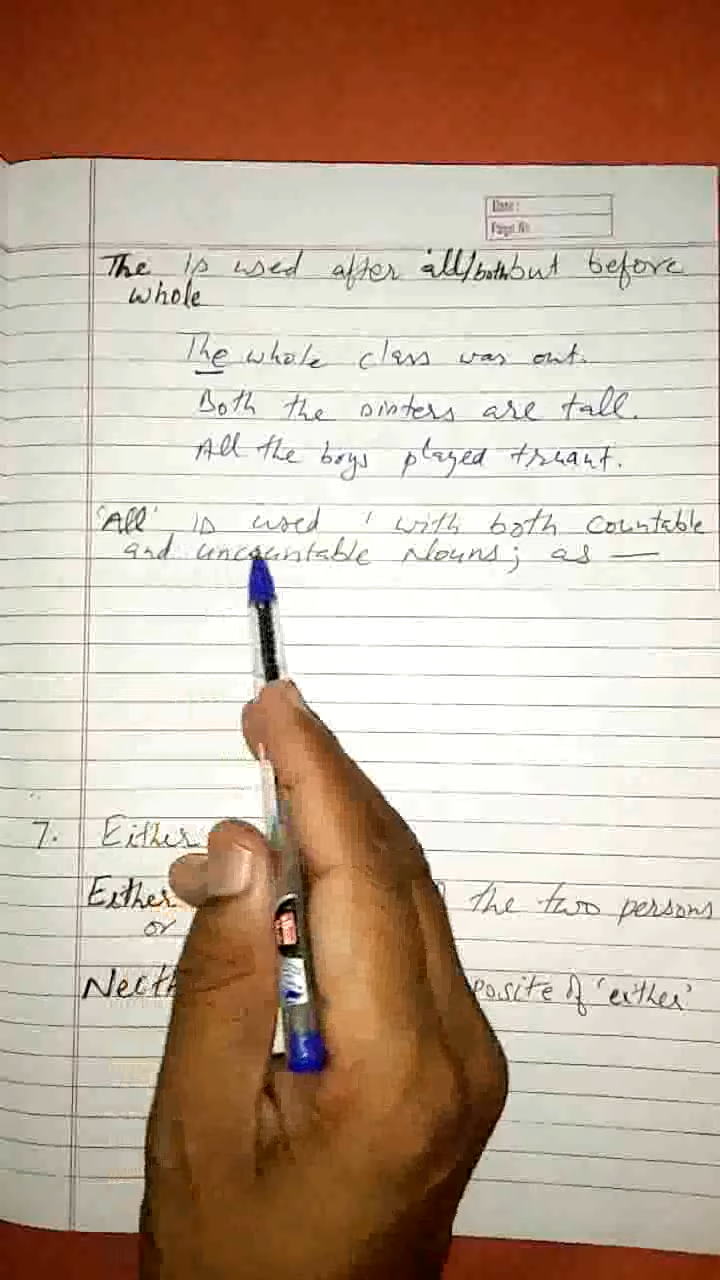 Date:
Page No
The is used after all/both but before
whole
The whole class was out.
Both the sisters are tall.
All the boys played truant.
'All' is used ' with both countable
and uncountable Nouns; as —
7. Either
Either the two persons
or
Neith posite of 'either'